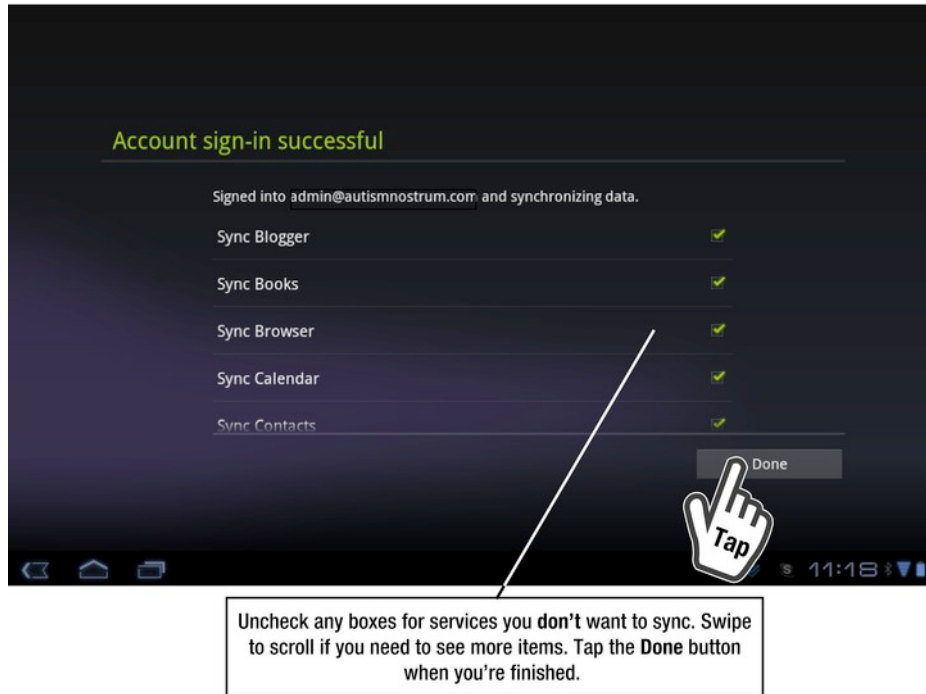 Account sign-in successful
Signed into admin@autismnostrum.com and synchronizing data.
Sync Blogger
Sync Books
Sync Browser
Sync Calendar
Sync Contacts
Done
Tap
S 11:18
Uncheck any boxes for services you don't want to sync. Swipe
to scroll if you need to see more items. Tap the Done button
when you're finished.